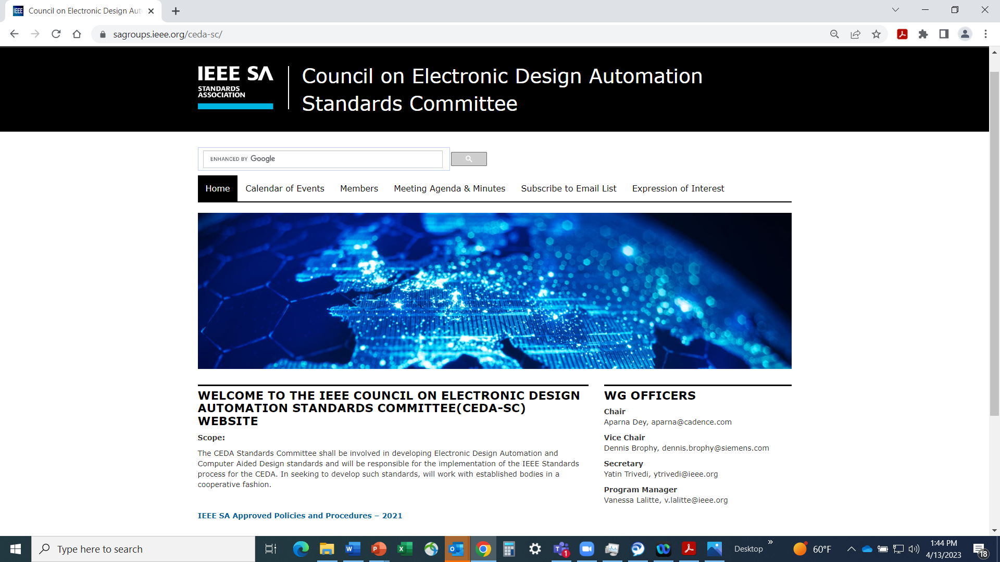 IEEE Council on Electronic Design Aut
sagroups.ieee.org/ceda-sc/
IEEE SA
STANDARDS
ASSOCIATION
Council on Electronic Design Automation
Standards Committee
ENHANCED BY Google
Home Calendar of Events Members Meeting Agenda & Minutes Subscribe to Email List Expression of Interest
WELCOME TO THE IEEE COUNCIL ON ELECTRONIC DESIGN
AUTOMATION STANDARDS COMMITTEE(CEDA-SC)
WEBSITE
Scope:
The CEDA Standards Committee shall be involved in developing Electronic Design Automation and
Computer Aided Design standards and will be responsible for the implementation of the IEEE Standards
process for the CEDA. In seeking to develop such standards, will work with established bodies in a
cooperative fashion.
IEEE SA Approved Policies and Procedures – 2021
WG OFFICERS
Chair
Aparna Dey, aparna@cadence.com
Vice Chair
Dennis Brophy, dennis.brophy@siemens.com
Secretary
Yatin Trivedi, ytrivedi@ieee.org
Program Manager
Vanessa Lalitte, v.lalitte@ieee.org
Type here to search
Desktop
60°F
1:44 PM
4/13/2023
18